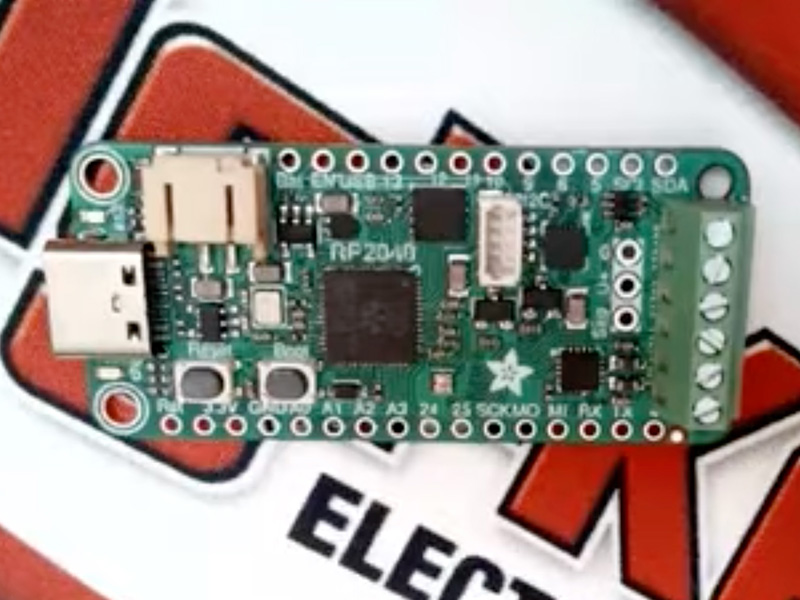 Bat EN USB 13 12 11 10 9 6 5 SCL SDA
I2C
RP2040
Reset Boot
Rst 3.3V GND A0 A1 A2 A3 24 25 SCK MO MI RX TX
ELECT